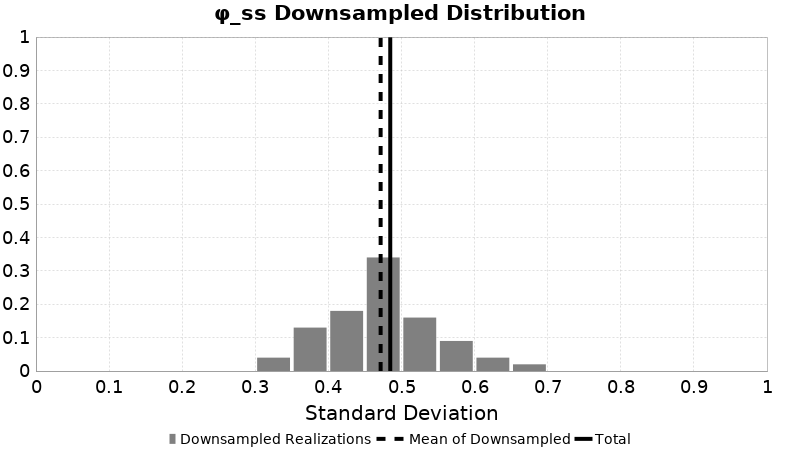 φ_ss Downsampled Distribution
1
0.9
0.8
0.7
0.6
0.5
0.4
0.3
0.2
0.1
0
0 0.1 0.2 0.3 0.4 0.5 0.6 0.7 0.8 0.9 1
Standard Deviation
Downsampled Realizations Mean of Downsampled Total